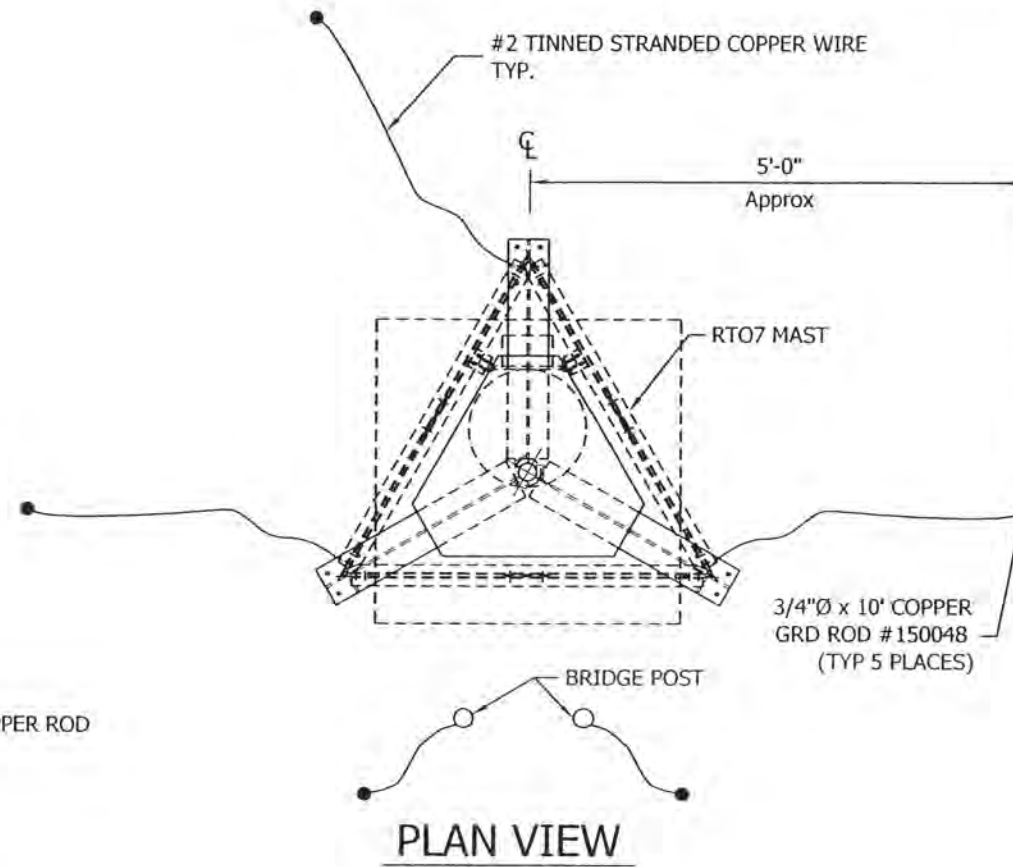 #2 TINNED STRANDED COPPER WIRE
TYP.
℄
5'-0"
Approx
RTO7 MAST
3/4"Ø x 10' COPPER
GRD ROD #150048
(TYP 5 PLACES)
BRIDGE POST
PER ROD
PLAN VIEW